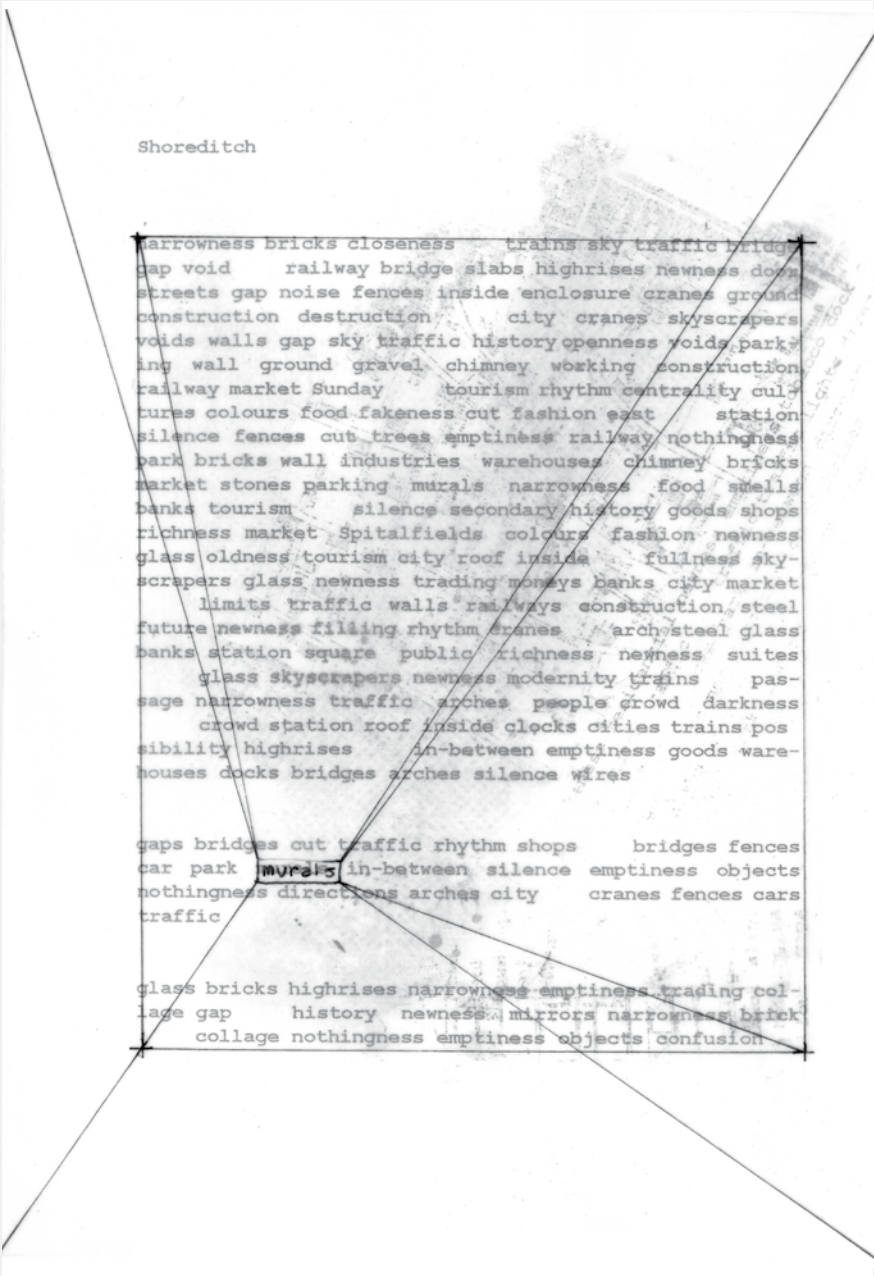 Shoreditch
narrowness bricks closeness trains sky traffic bridge
gap void railway bridge slabs highrises newness door
streets gap noise fences inside enclosure cranes ground
construction destruction city cranes skyscrapers
voids walls gap sky traffic history openness voids park-
ing wall ground gravel chimney working construction
railway market Sunday tourism rhythm centrality cul-
tures colours food fakeness cut fashion east station
silence fences cut trees emptiness railway nothingness
park bricks wall industries warehouses chimney bricks
market stones parking murals narrowness food smells
banks tourism silence secondary history goods shops
richness market Spitalfields colours fashion newness
glass oldness tourism city roof inside fullness sky-
scrapers glass newness trading moneys banks city market
limits traffic walls railways construction steel
future newness filling rhythm cranes arch steel glass
banks station square public richness newness suites
glass skyscrapers newness modernity trains pas-
sage narrowness traffic arches people crowd darkness
crowd station roof inside clocks cities trains pos
sibility highrises in-between emptiness goods ware-
houses docks bridges arches silence wires
gaps bridges cut traffic rhythm shops bridges fences
car park murals in-between silence emptiness objects
nothingness directions arches city cranes fences cars
traffic
glass bricks highrises narrowness emptiness trading col-
lage gap history newness mirrors narrowness brick
collage nothingness emptiness objects confusion
tobacco dock
lights